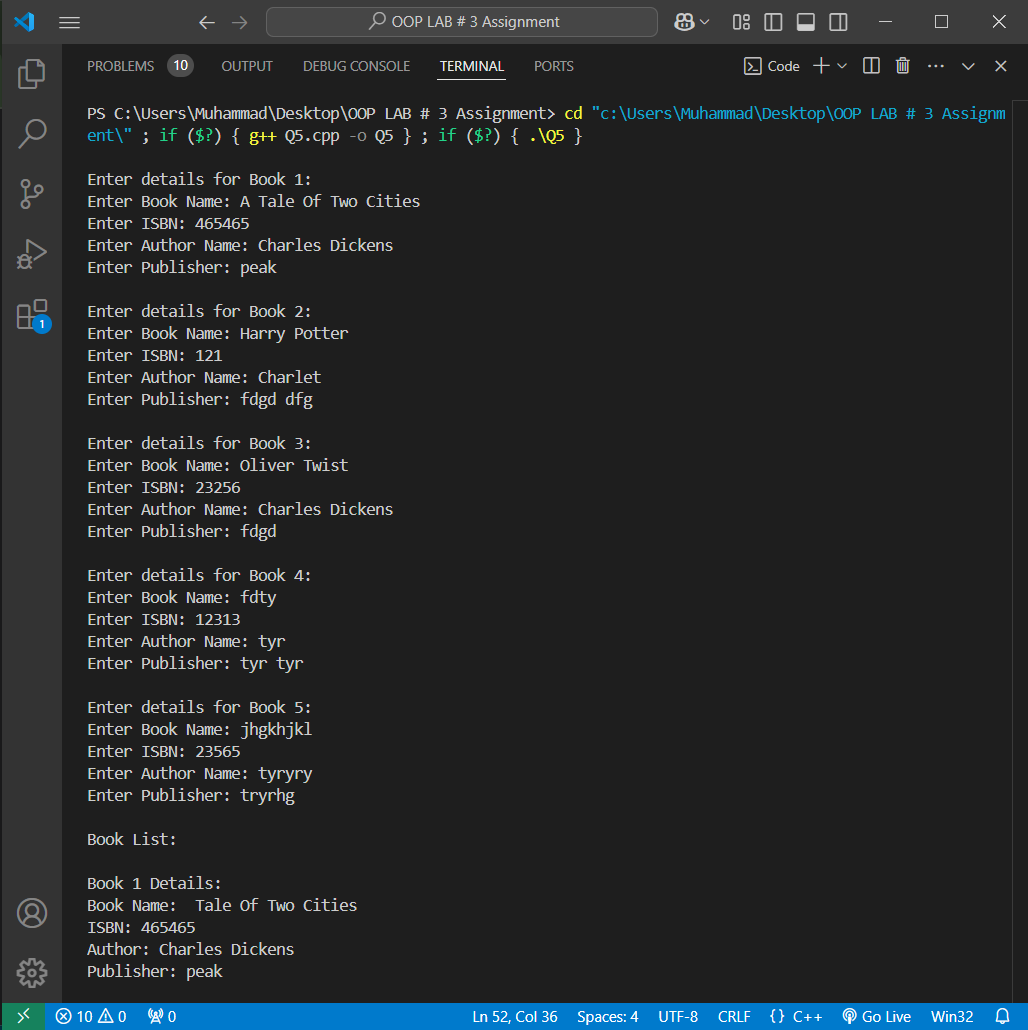 OOP LAB # 3 Assignment
PROBLEMS 10 OUTPUT DEBUG CONSOLE TERMINAL PORTS Code
PS C:\Users\Muhammad\Desktop\OOP LAB # 3 Assignment> cd "c:\Users\Muhammad\Desktop\OOP LAB # 3 Assignm
ent\" ; if ($?) { g++ Q5.cpp -o Q5 } ; if ($?) { .\Q5 }
Enter details for Book 1:
Enter Book Name: A Tale Of Two Cities
Enter ISBN: 465465
Enter Author Name: Charles Dickens
Enter Publisher: peak
Enter details for Book 2:
Enter Book Name: Harry Potter
Enter ISBN: 121
Enter Author Name: Charlet
Enter Publisher: fdgd dfg
Enter details for Book 3:
Enter Book Name: Oliver Twist
Enter ISBN: 23256
Enter Author Name: Charles Dickens
Enter Publisher: fdgd
Enter details for Book 4:
Enter Book Name: fdty
Enter ISBN: 12313
Enter Author Name: tyr
Enter Publisher: tyr tyr
Enter details for Book 5:
Enter Book Name: jhgkhjkl
Enter ISBN: 23565
Enter Author Name: tyryry
Enter Publisher: tryrhg
Book List:
Book 1 Details:
Book Name:  Tale Of Two Cities
ISBN: 465465
Author: Charles Dickens
Publisher: peak
1
10 0 0 Ln 52, Col 36 Spaces: 4 UTF-8 CRLF {} C++ Go Live Win32